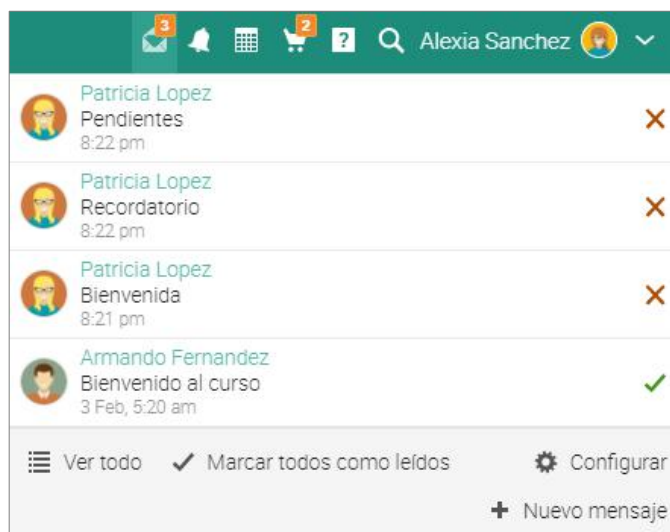 3
2
?
Alexia Sanchez
Patricia Lopez
Pendientes
8:22 pm
Patricia Lopez
Recordatorio
8:22 pm
Patricia Lopez
Bienvenida
8:21 pm
Armando Fernandez
Bienvenido al curso
3 Feb, 5:20 am
Ver todo Marcar todos como leídos Configurar
Nuevo mensaje